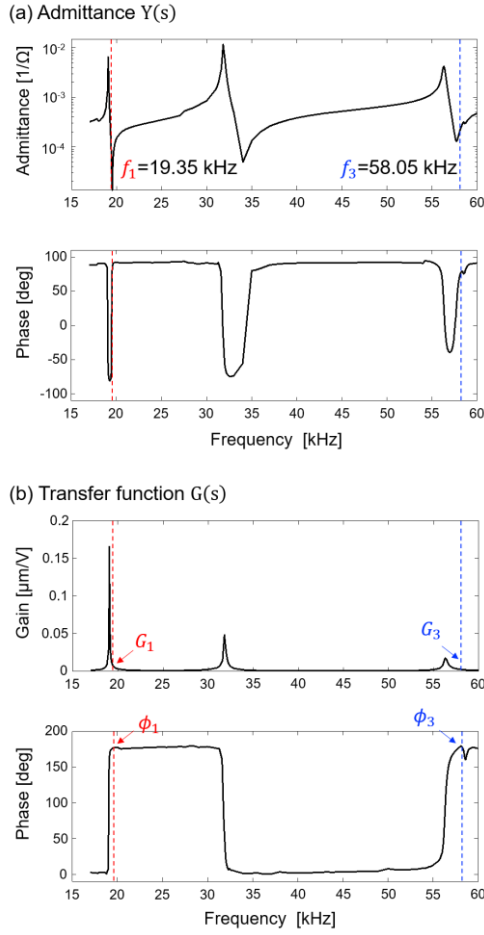 (a) Admittance Y(s)
Admittance [1/Ω]
10⁻²
10⁻³
10⁻⁴
f₁=19.35 kHz
f₃=58.05 kHz
15 20 25 30 35 40 45 50 55 60
Phase [deg]
100
50
0
-50
-100
15 20 25 30 35 40 45 50 55 60
Frequency [kHz]
(b) Transfer function G(s)
Gain [µm/V]
0.2
0.15
0.1
0.05
0
G₁
G₃
15 20 25 30 35 40 45 50 55 60
Phase [deg]
200
150
100
50
0
ϕ₁
ϕ₃
15 20 25 30 35 40 45 50 55 60
Frequency [kHz]